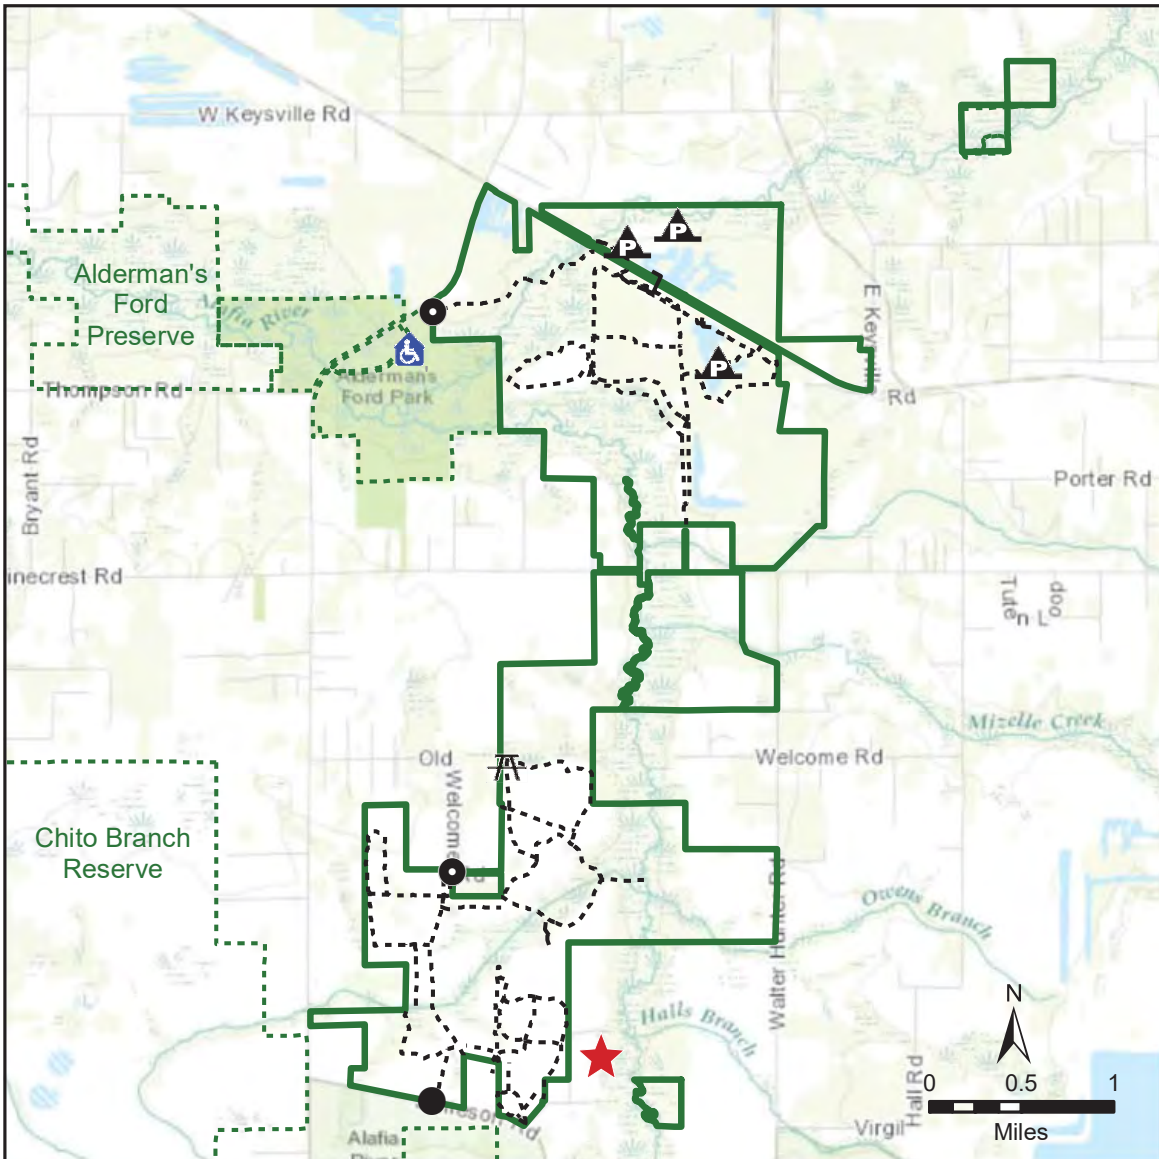 W Keysville Rd
P
P
Alderman's
Ford
Preserve
Alafia River
E Keysville
Rd
P
Alderman's
Ford Park
Thompson Rd
Bryant Rd
Porter Rd
inecrest Rd
Tuten Loop
Mizelle Creek
Old
Welcome Rd
Welcome Rd
Chito Branch
Reserve
Walter Hunter Rd
Owens Branch
Halls Branch
N
0 0.5 1
Miles
Hall Rd
Virgil
son Rd
Alafia